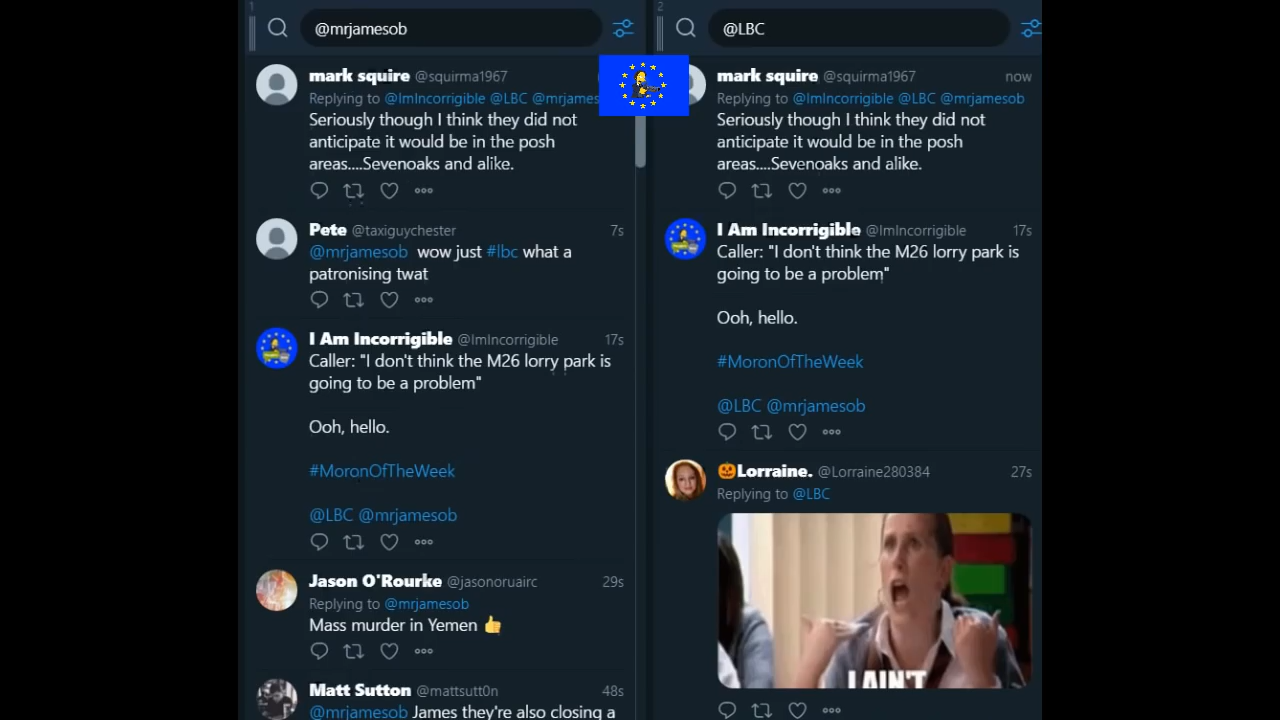 1
@mrjamesob
mark squire @squirma1967
Replying to @ImIncorrigible @LBC @mrjames
Seriously though I think they did not
anticipate it would be in the posh
areas....Sevenoaks and alike.
Pete @taxiguychester 7s
@mrjamesob wow just #lbc what a
patronising twat
I Am Incorrigible @ImIncorrigible 17s
Caller: "I don't think the M26 lorry park is
going to be a problem"
Ooh, hello.
#MoronOfTheWeek
@LBC @mrjamesob
Jason O'Rourke @jasonoruairc 29s
Replying to @mrjamesob
Mass murder in Yemen 👍
Matt Sutton @mattsutt0n 48s
@mrjamesob James they're also closing a
2
@LBC
mark squire @squirma1967 now
Replying to @ImIncorrigible @LBC @mrjamesob
Seriously though I think they did not
anticipate it would be in the posh
areas....Sevenoaks and alike.
I Am Incorrigible @ImIncorrigible 17s
Caller: "I don't think the M26 lorry park is
going to be a problem"
Ooh, hello.
#MoronOfTheWeek
@LBC @mrjamesob
🎃Lorraine. @Lorraine280384 27s
Replying to @LBC
I AIN'T